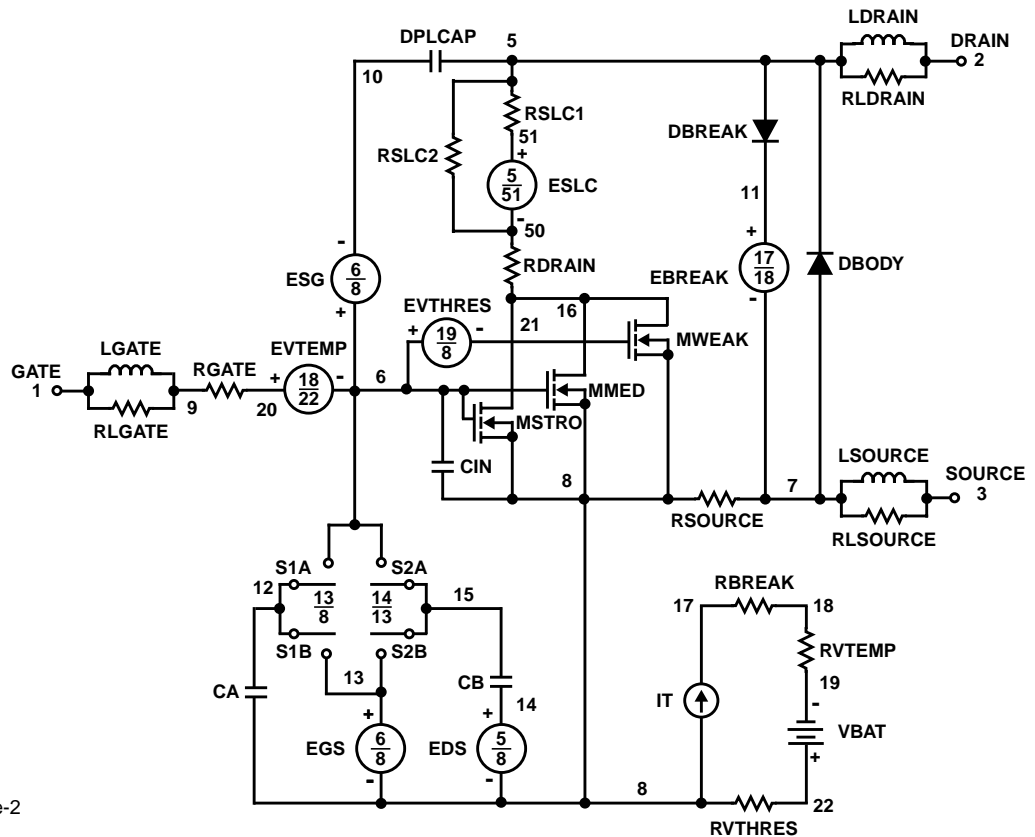 LDRAIN
DPLCAP
5
DRAIN
2
10
RLDRAIN
RSLC1
51
DBREAK
RSLC2
+
5
51
ESLC
11
-
50
-
+
6
8
ESG
RDRAIN
17
18
EBREAK
DBODY
+
EVTHRES
16
-
+
19
8
-
21
MWEAK
LGATE
EVTEMP
GATE
1
RGATE
+
18
22
-
6
MMED
9
20
RLGATE
MSTRO
LSOURCE
CIN
8
7
SOURCE
3
RSOURCE
RLSOURCE
S1A
S2A
12
13
8
14
13
15
RBREAK
17
18
S1B
S2B
RVTEMP
13
CB
CA
19
14
IT
-
+
+
VBAT
EGS
6
8
EDS
5
8
+
-
-
8
22
e-2
RVTHRES